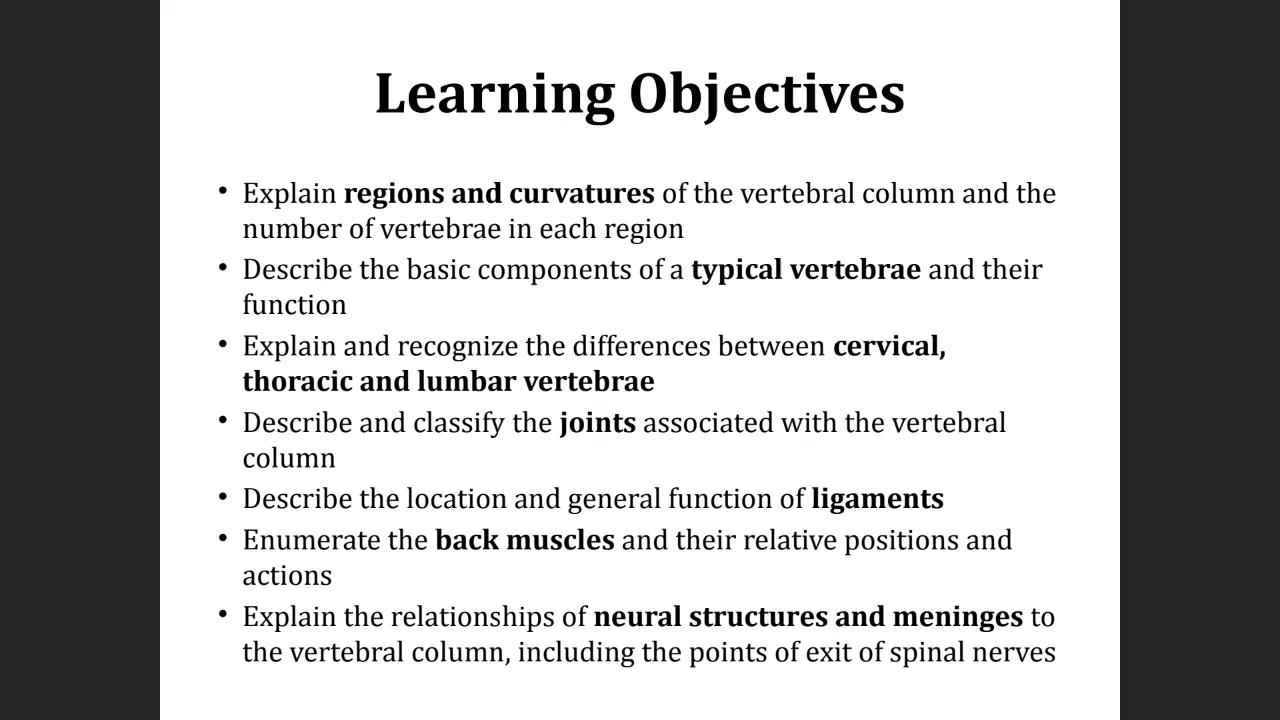 Learning Objectives
• Explain regions and curvatures of the vertebral column and the
number of vertebrae in each region
• Describe the basic components of a typical vertebrae and their
function
• Explain and recognize the differences between cervical,
thoracic and lumbar vertebrae
• Describe and classify the joints associated with the vertebral
column
• Describe the location and general function of ligaments
• Enumerate the back muscles and their relative positions and
actions
• Explain the relationships of neural structures and meninges to
the vertebral column, including the points of exit of spinal nerves